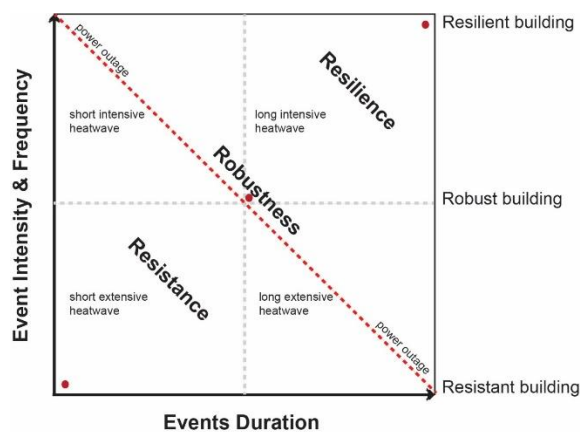 Resilient building
power outage
Resilience
short intensive
heatwave
long intensive
heatwave
Event Intensity & Frequency
Robustness
Robust building
Resistance
short extensive
heatwave
long extensive
heatwave
power outage
Resistant building
Events Duration